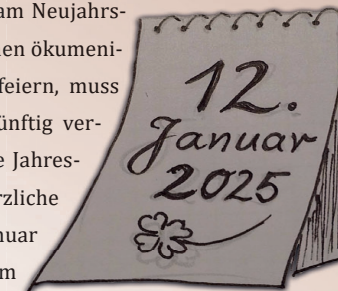 am Neujahrs-
en ökumeni-
feiern, muss
ünftig ver-
e Jahres-
rzliche
nuar
m
12.
Januar
2025